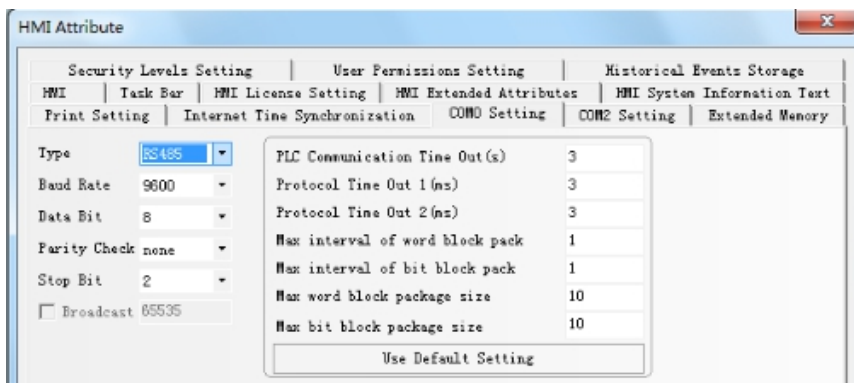 HMI Attribute
Security Levels Setting User Permissions Setting Historical Events Storage
HMI Task Bar HMI License Setting HMI Extended Attributes HMI System Information Text
Print Setting Internet Time Synchronization COM0 Setting COM2 Setting Extended Memory
Type RS485
Baud Rate 9600
Data Bit 8
Parity Check none
Stop Bit 2
Broadcast 65535
PLC Communication Time Out(s) 3
Protocol Time Out 1(ms) 3
Protocol Time Out 2(ms) 3
Max interval of word block pack 1
Max interval of bit block pack 1
Max word block package size 10
Max bit block package size 10
Use Default Setting